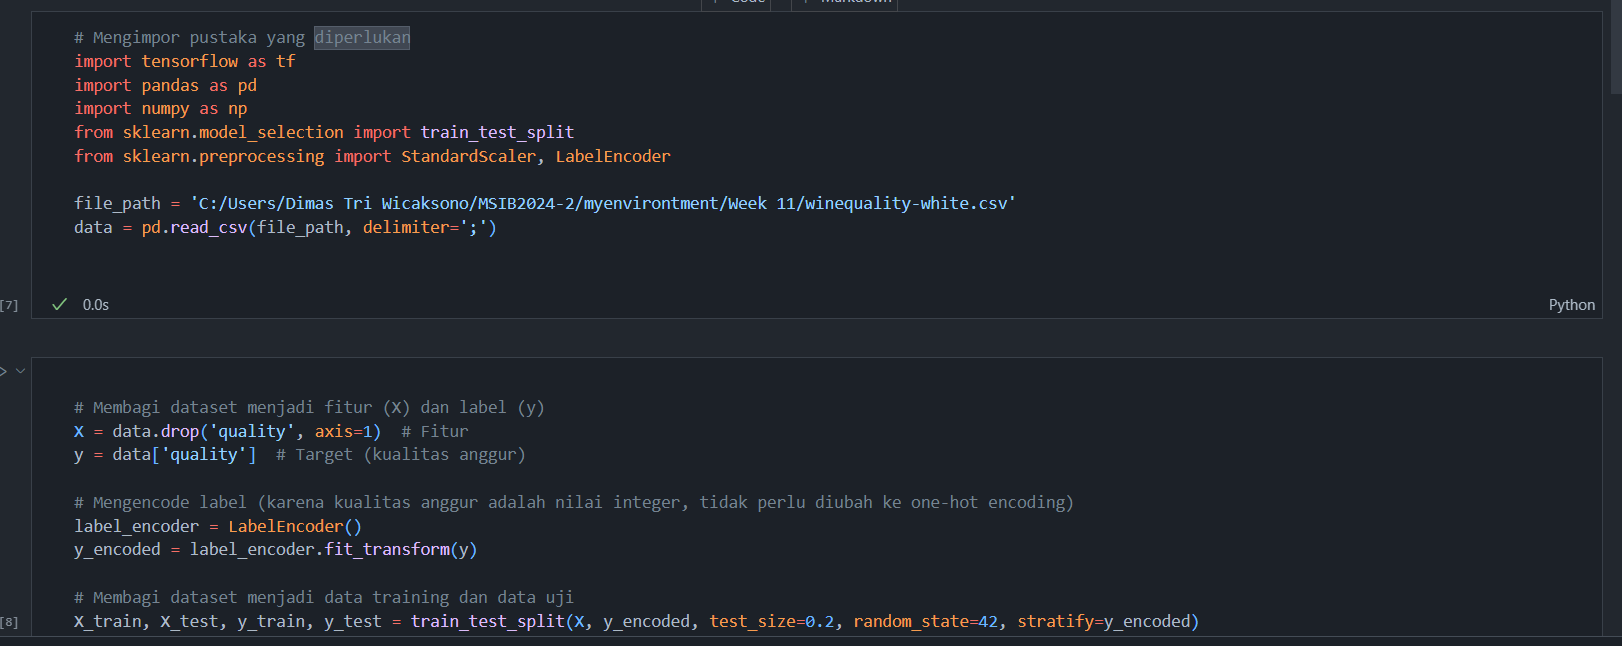 # Mengimpor pustaka yang diperlukan
import tensorflow as tf
import pandas as pd
import numpy as np
from sklearn.model_selection import train_test_split
from sklearn.preprocessing import StandardScaler, LabelEncoder
file_path = 'C:/Users/Dimas Tri Wicaksono/MSIB2024-2/myenvirontment/Week 11/winequality-white.csv'
data = pd.read_csv(file_path, delimiter=';')
[7]
0.0s
Python
# Membagi dataset menjadi fitur (X) dan label (y)
X = data.drop('quality', axis=1)  # Fitur
y = data['quality']  # Target (kualitas anggur)
# Mengencode label (karena kualitas anggur adalah nilai integer, tidak perlu diubah ke one-hot encoding)
label_encoder = LabelEncoder()
y_encoded = label_encoder.fit_transform(y)
# Membagi dataset menjadi data training dan data uji
[8]
X_train, X_test, y_train, y_test = train_test_split(X, y_encoded, test_size=0.2, random_state=42, stratify=y_encoded)